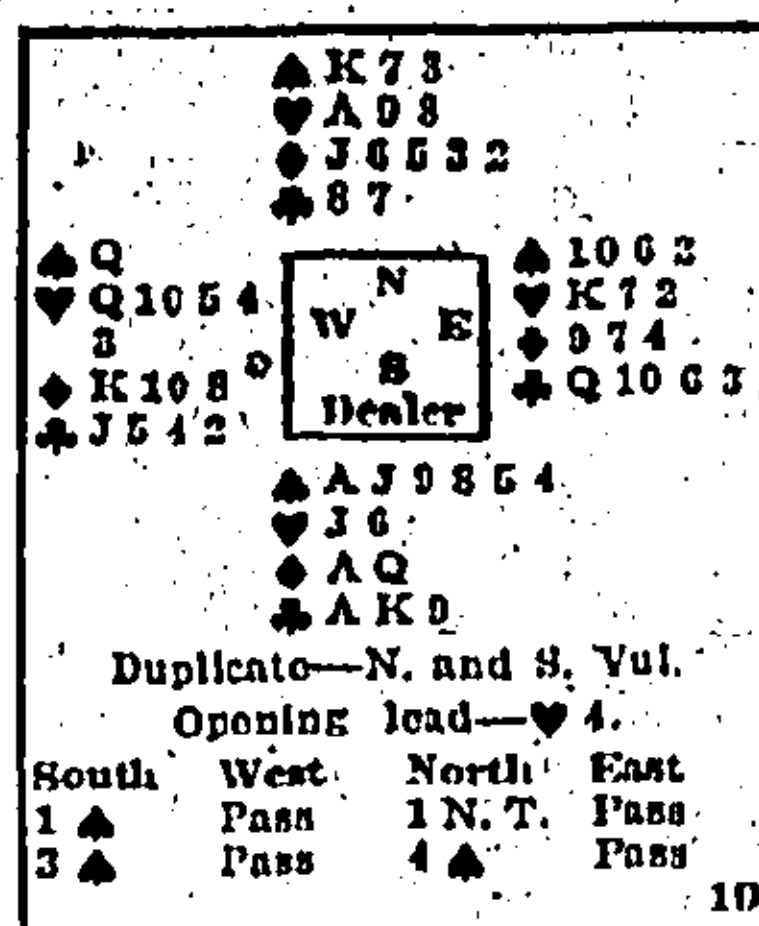 ♠ K 7 3
♥ A 9 8
♦ J 6 5 3 2
♣ 8 7
♠ Q
♥ Q 10 5 4
3
♦ K 10 8
♣ J 5 4 2
N
W E
S
Dealer
♠ 10 6 2
♥ K 7 2
♦ 9 7 4
♣ Q 10 6 3
♠ A J 9 8 5 4
♥ J 6
♦ A Q
♣ A K 9
Duplicate—N. and S. Vul.
Opening lead—♥ 4.
South West North East
1 ♠ Pass 1 N. T. Pass
3 ♠ Pass 4 ♠ Pass